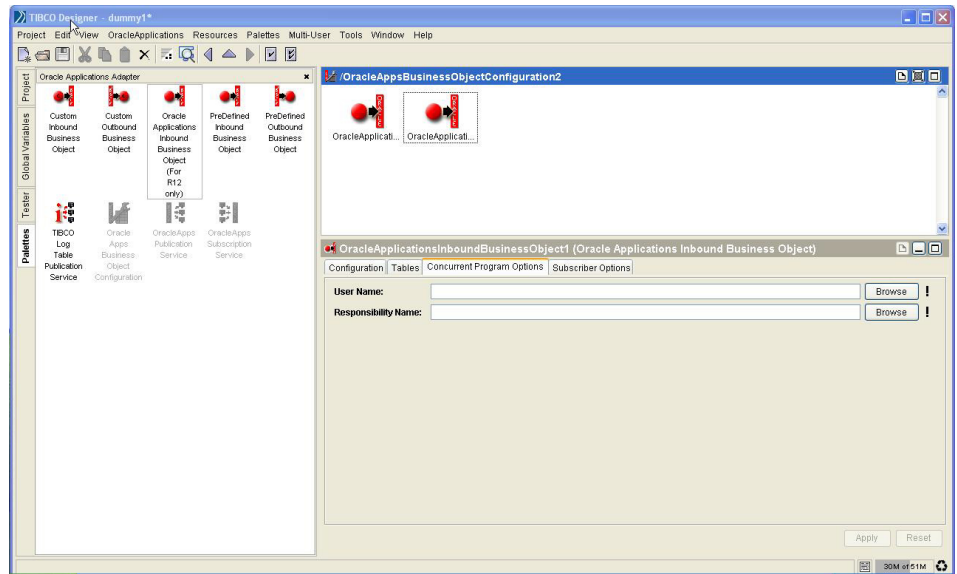 TIBCO Designer - dummy1*
Project Edit View OracleApplications Resources Palettes Multi-User Tools Window Help
Project
Global Variables
Tester
Palettes
Oracle Applications Adapter
Custom Inbound Business Object
Custom Outbound Business Object
Oracle Applications Inbound Business Object (For R12 only)
PreDefined Inbound Business Object
PreDefined Outbound Business Object
TIBCO Log Table Publication Service
Oracle Apps Business Object Configuration
OracleApps Publication Service
OracleApps Subscription Service
/OracleAppsBusinessObjectConfiguration2
OracleApplicati...
OracleApplicati...
OracleApplicationsInboundBusinessObject1 (Oracle Applications Inbound Business Object)
Configuration Tables Concurrent Program Options Subscriber Options
User Name: Browse !
Responsibility Name: Browse !
Apply Reset
30M of 51M